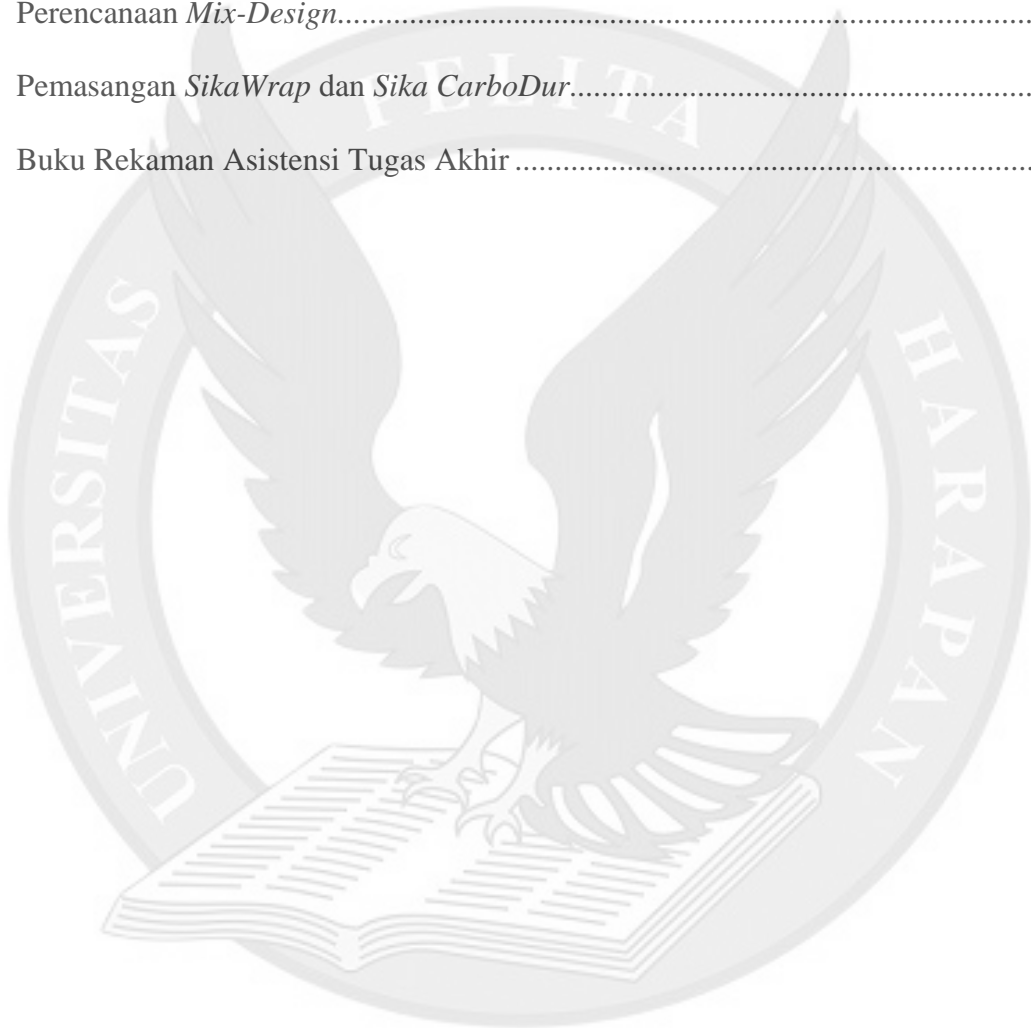 Perencanaan Mix-Design.......................................................................................
Pemasangan SikaWrap dan Sika CarboDur..........................................................
Buku Rekaman Asistensi Tugas Akhir ..................................................................
UNIVERSITAS PELITA HARAPAN